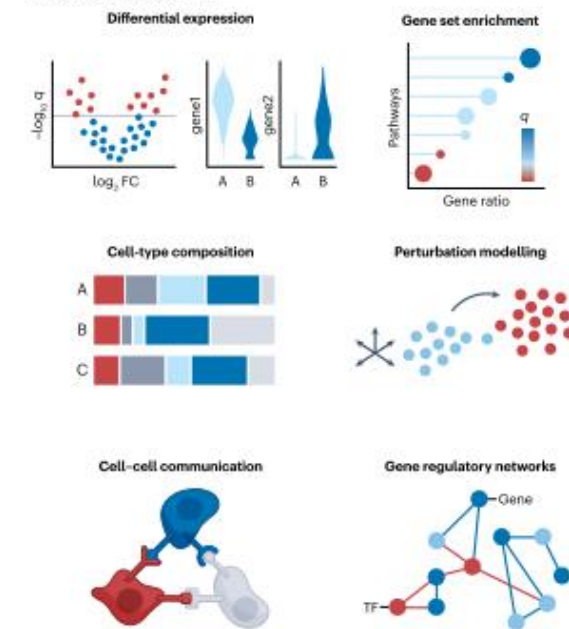 Differential expression
Gene set enrichment
−log₁₀ q
log₂ FC
gene1
A B
gene2
A B
Pathways
q
Gene ratio
Cell-type composition
A
B
C
Perturbation modelling
Cell–cell communication
Gene regulatory networks
Gene
TF